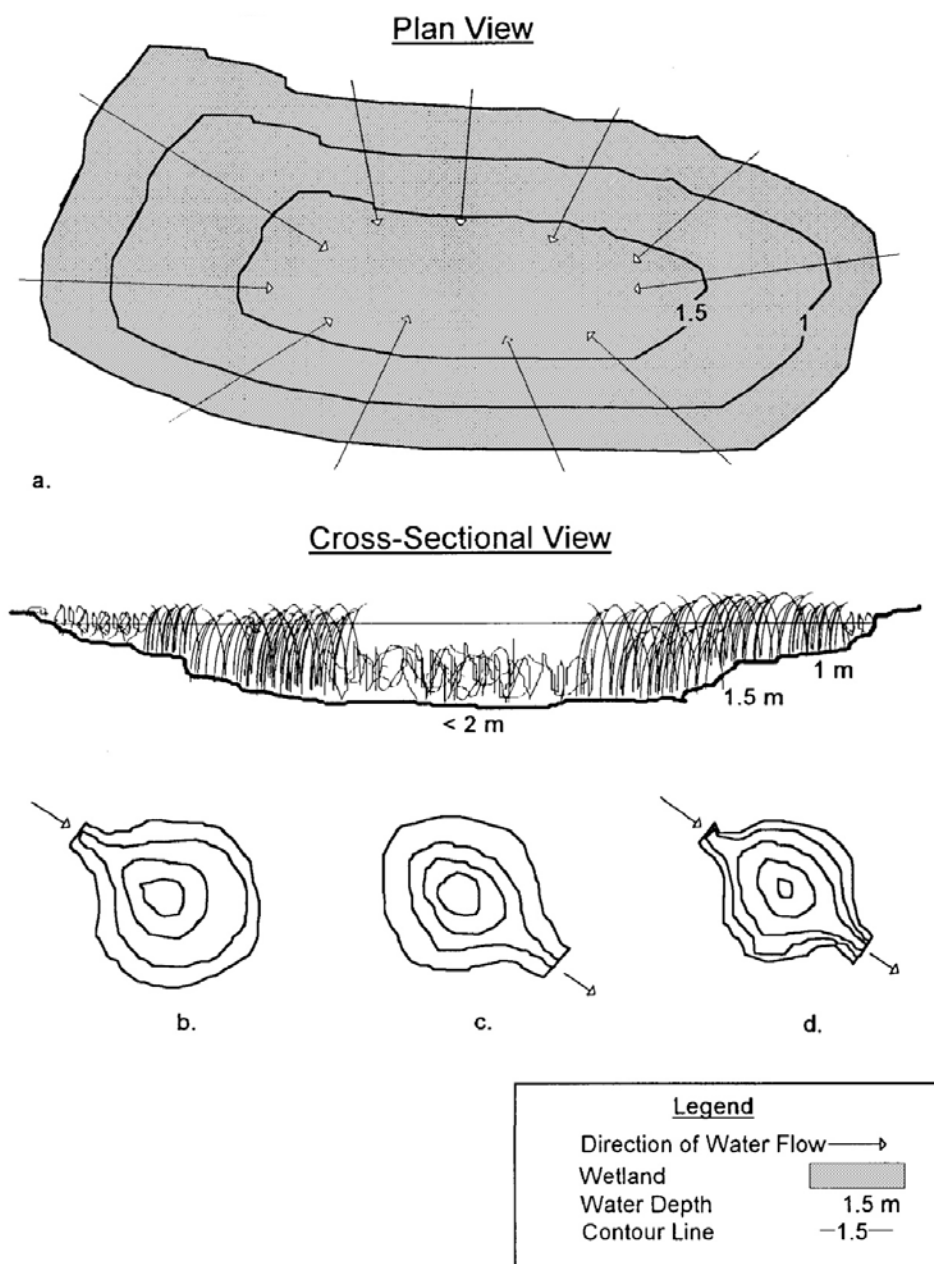 Plan View
1.5
1
a.
Cross-Sectional View
1 m
1.5 m
< 2 m
b.
c.
d.
Legend
Direction of Water Flow
Wetland
Water Depth 1.5 m
Contour Line 1.5